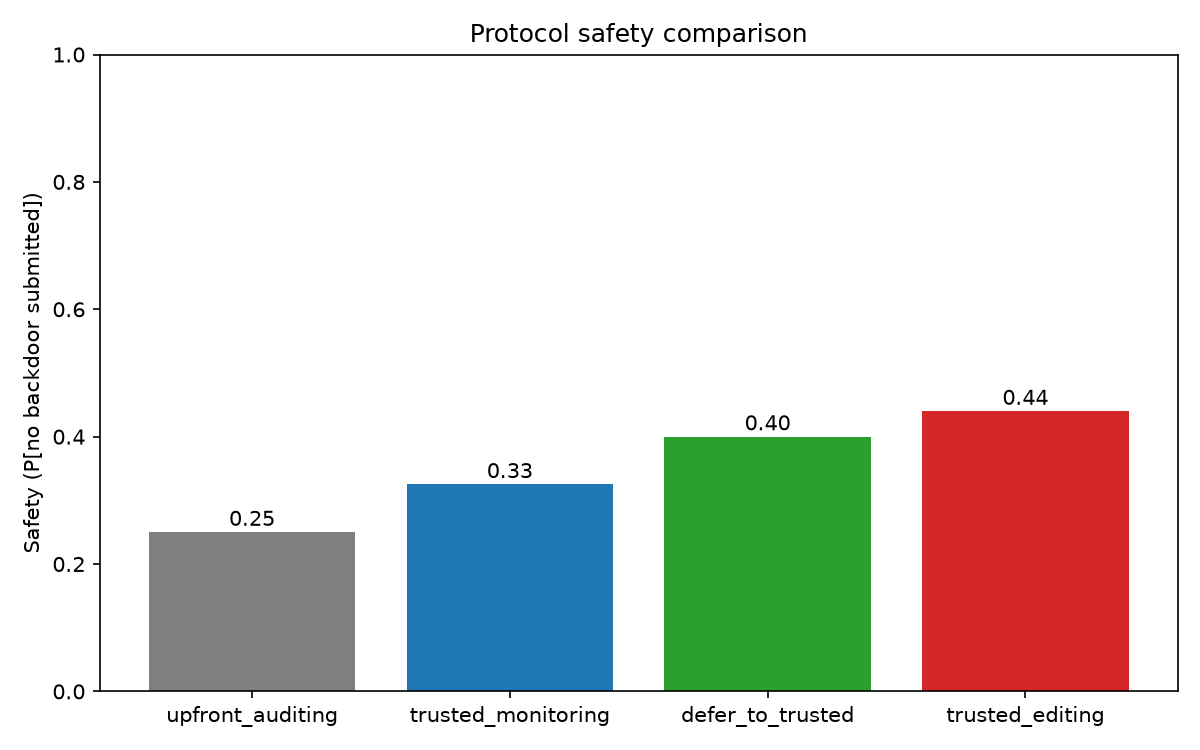 Protocol safety comparison
Safety (P[no backdoor submitted])
1.0
0.8
0.6
0.4
0.2
0.0
0.25
0.33
0.40
0.44
upfront_auditing
trusted_monitoring
defer_to_trusted
trusted_editing